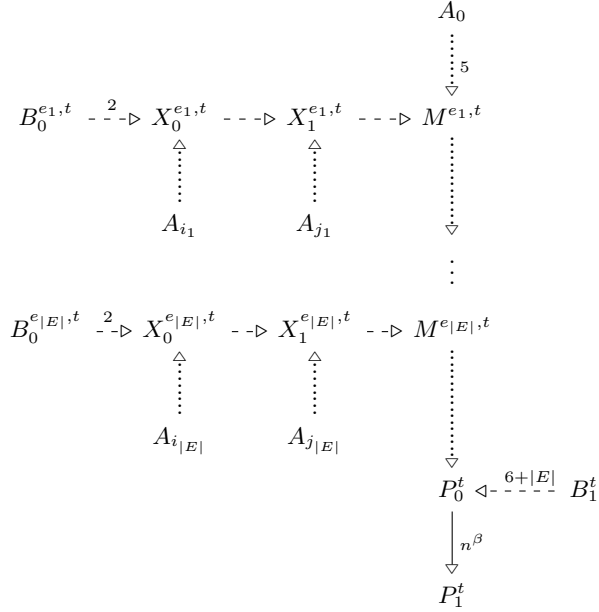 A_0
5
B_0^{e_1,t} 2 X_0^{e_1,t} X_1^{e_1,t} M^{e_1,t}
A_{i_1} A_{j_1}
⋮
B_0^{e_{|E|},t} 2 X_0^{e_{|E|},t} X_1^{e_{|E|},t} M^{e_{|E|},t}
A_{i_{|E|}} A_{j_{|E|}}
P_0^t 6+|E| B_1^t
n^β
P_1^t